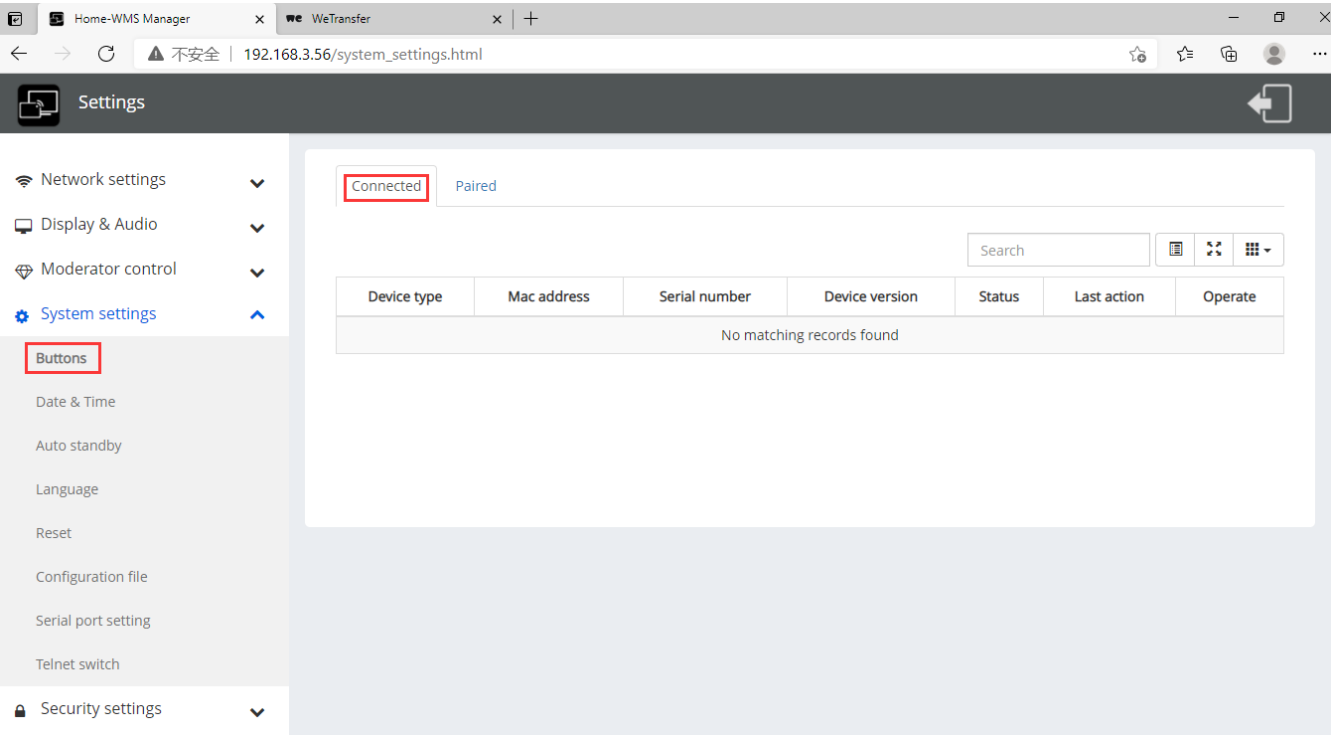 Home-WMS Manager
WeTransfer
不安全 192.168.3.56/system_settings.html
Settings
Network settings
Display & Audio
Moderator control
System settings
Buttons
Date & Time
Auto standby
Language
Reset
Configuration file
Serial port setting
Telnet switch
Security settings
Connected Paired
Search
Device type Mac address Serial number Device version Status Last action Operate
No matching records found